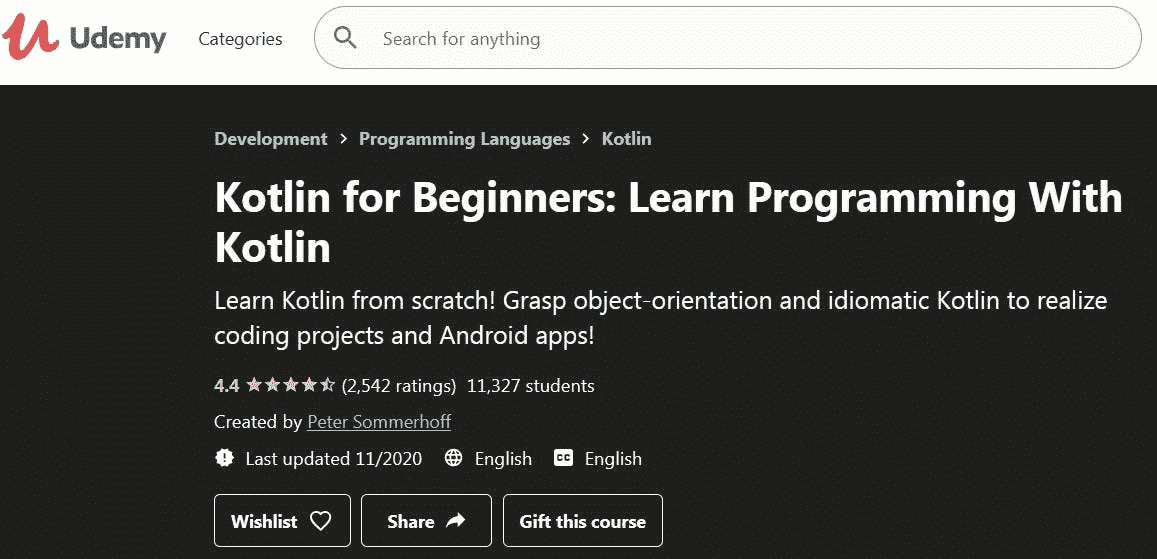 Udemy Categories Search for anything
Development > Programming Languages > Kotlin
Kotlin for Beginners: Learn Programming With
Kotlin
Learn Kotlin from scratch! Grasp object-orientation and idiomatic Kotlin to realize
coding projects and Android apps!
4.4 (2,542 ratings) 11,327 students
Created by Peter Sommerhoff
Last updated 11/2020 English CC English
Wishlist Share Gift this course